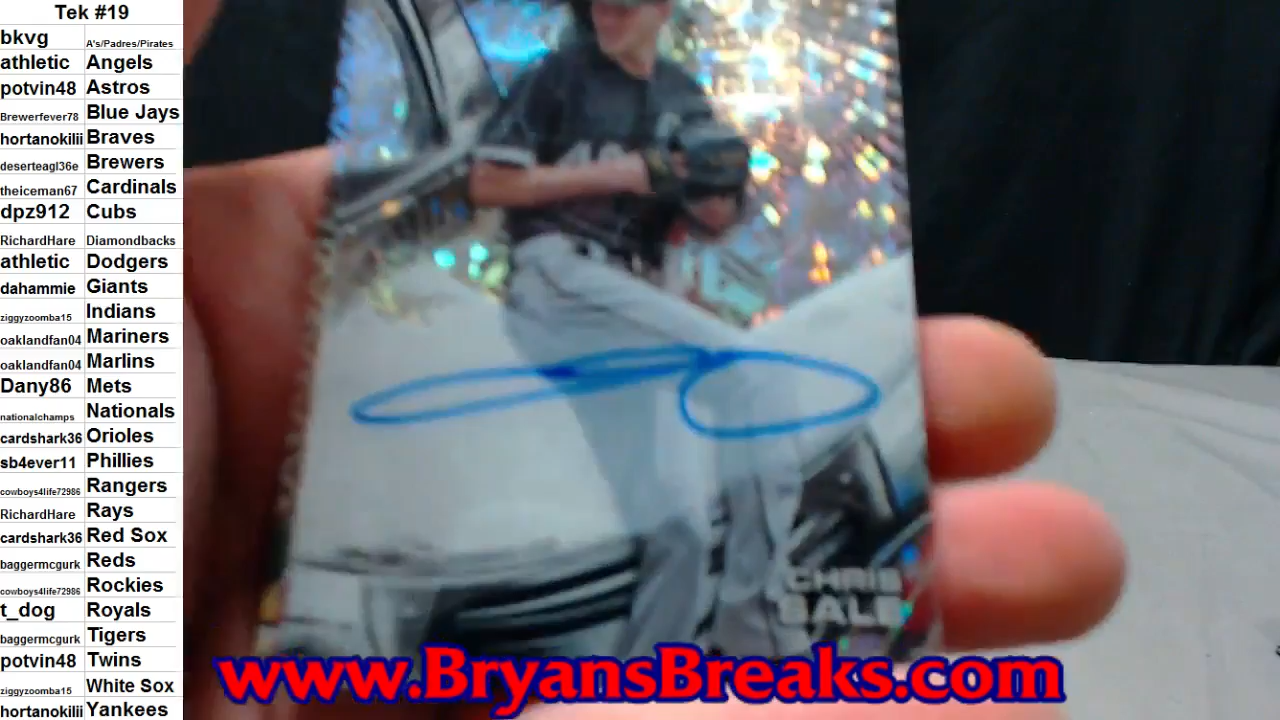 Tek #19
bkvg A's/Padres/Pirates
athletic Angels
potvin48 Astros
Brewerfever78 Blue Jays
hortanokilii Braves
deserteagl36e Brewers
theiceman67 Cardinals
dpz912 Cubs
RichardHare Diamondbacks
athletic Dodgers
dahammie Giants
ziggyzoomba15 Indians
oaklandfan04 Mariners
oaklandfan04 Marlins
Dany86 Mets
nationalchamps Nationals
cardshark36 Orioles
sb4ever11 Phillies
cowboys4life72986 Rangers
RichardHare Rays
cardshark36 Red Sox
baggermcgurk Reds
cowboys4life72986 Rockies
t_dog Royals
baggermcgurk Tigers
potvin48 Twins
ziggyzoomba15 White Sox
hortanokilii Yankees
CHRIS
SALE
www.BryansBreaks.com